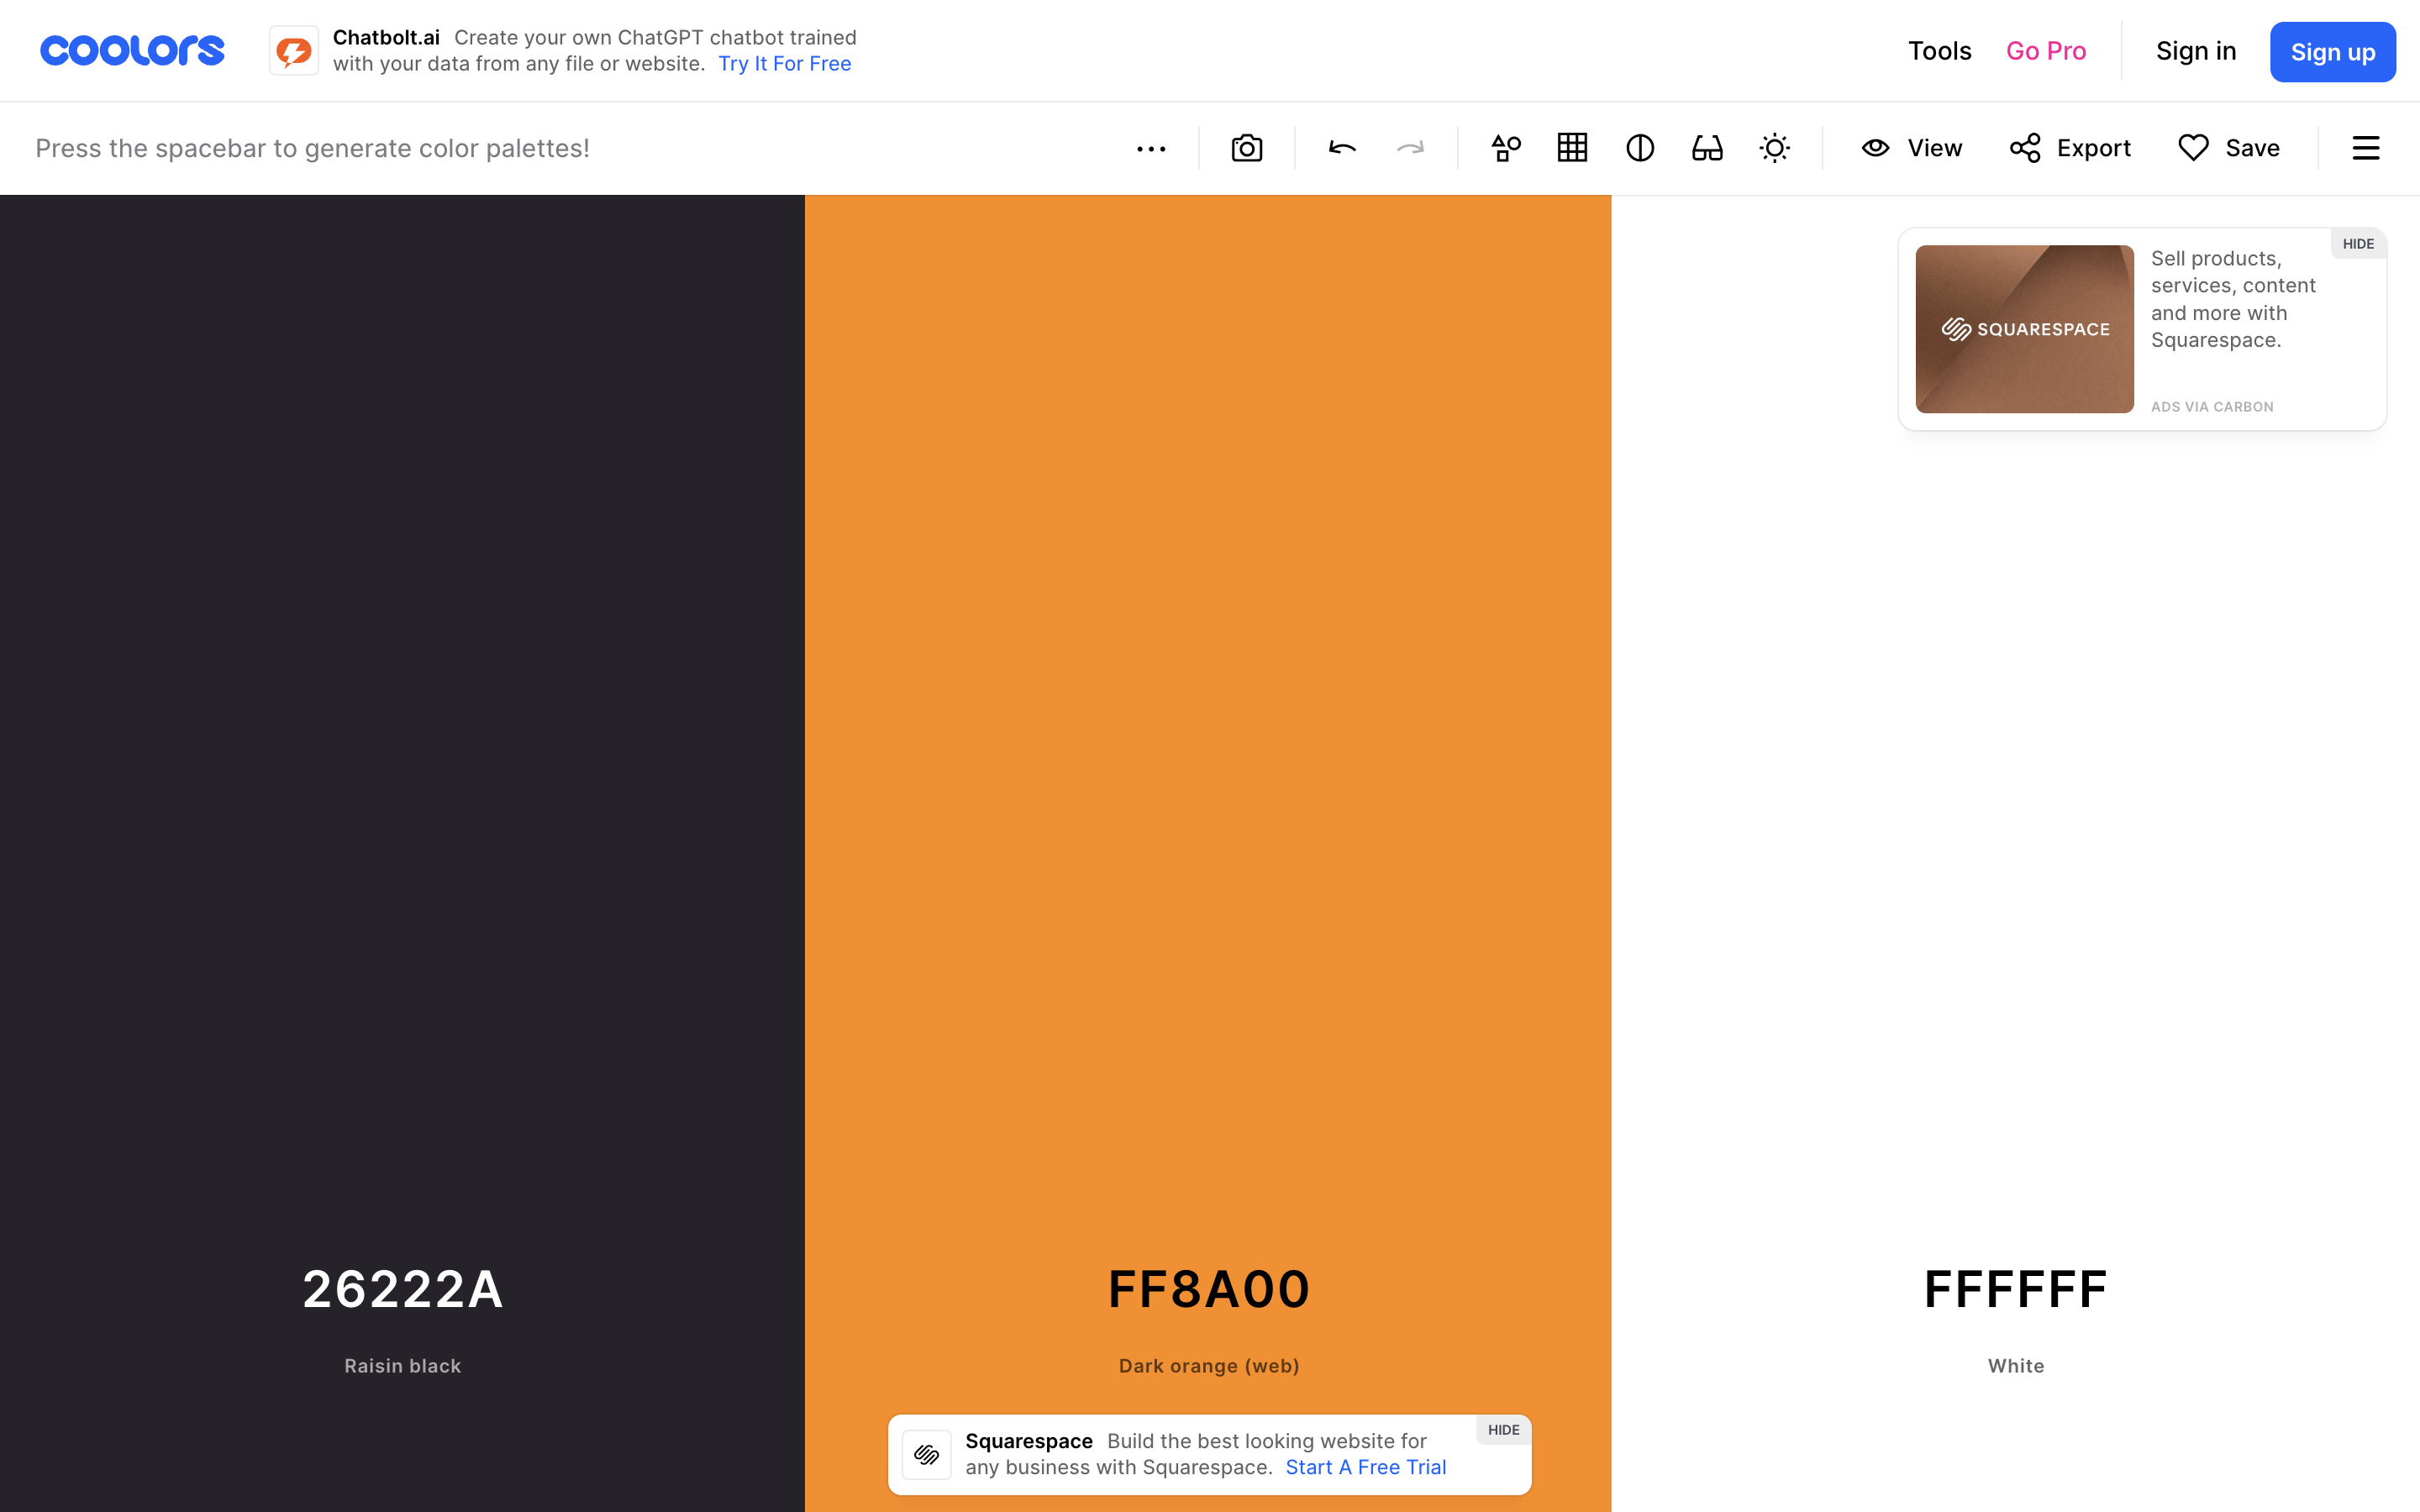 coolors
Chatbolt.ai Create your own ChatGPT chatbot trained
with your data from any file or website. Try It For Free
Tools
Go Pro
Sign in
Sign up
Press the spacebar to generate color palettes!
View
Export
Save
HIDE
SQUARESPACE
Sell products,
services, content
and more with
Squarespace.
ADS VIA CARBON
26222A
Raisin black
FF8A00
Dark orange (web)
FFFFFF
White
HIDE
Squarespace Build the best looking website for
any business with Squarespace. Start A Free Trial